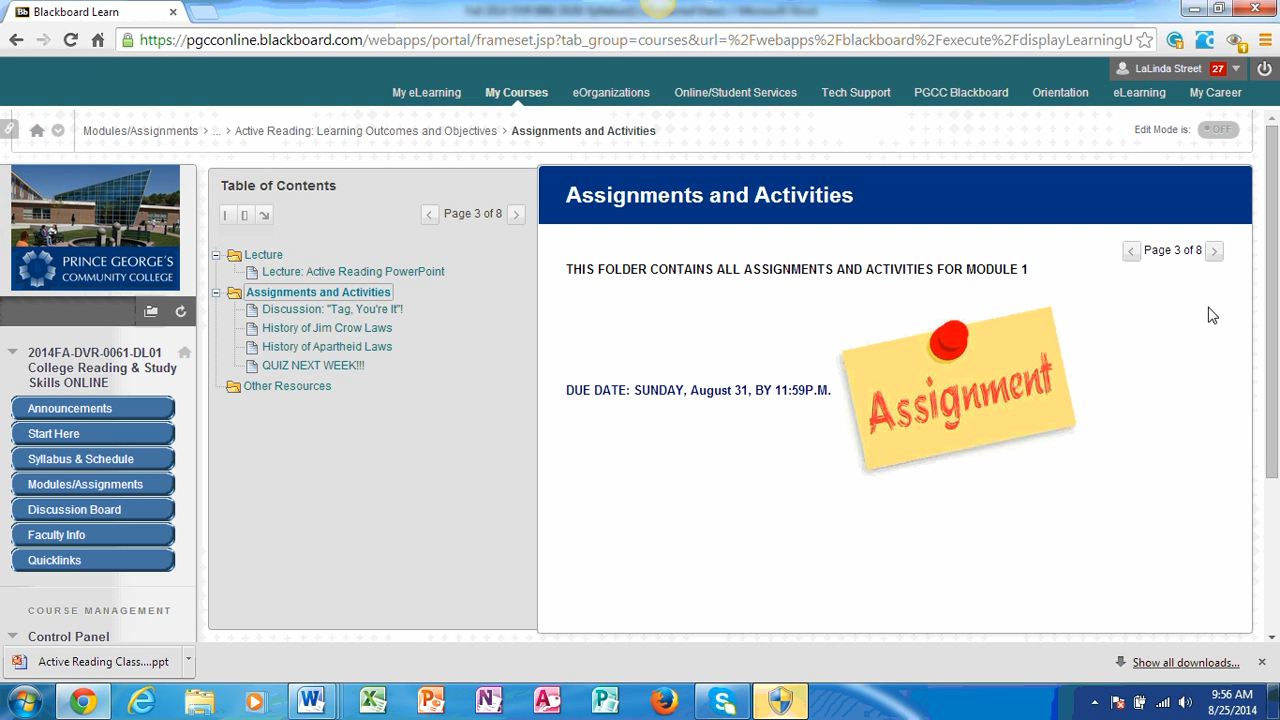 Blackboard Learn
https://pgcconline.blackboard.com/webapps/portal/frameset.jsp?tab_group=courses&url=%2Fwebapps%2Fblackboard%2Fexecute%2FdisplayLearningU
LaLinda Street 27
My eLearning My Courses eOrganizations Online/Student Services Tech Support PGCC Blackboard Orientation eLearning My Career
Modules/Assignments > ... > Active Reading: Learning Outcomes and Objectives > Assignments and Activities
Edit Mode is: OFF
PRINCE GEORGE'S
COMMUNITY COLLEGE
2014FA-DVR-0061-DL01
College Reading & Study
Skills ONLINE
Announcements
Start Here
Syllabus & Schedule
Modules/Assignments
Discussion Board
Faculty Info
Quicklinks
COURSE MANAGEMENT
Control Panel
Table of Contents
Page 3 of 8
Lecture
Lecture: Active Reading PowerPoint
Assignments and Activities
Discussion: "Tag, You're It"!
History of Jim Crow Laws
History of Apartheid Laws
QUIZ NEXT WEEK!!!
Other Resources
Assignments and Activities
Page 3 of 8
THIS FOLDER CONTAINS ALL ASSIGNMENTS AND ACTIVITIES FOR MODULE 1
DUE DATE: SUNDAY, August 31, BY 11:59P.M.
Assignment
Active Reading Class....ppt
Show all downloads...
9:56 AM
8/25/2014